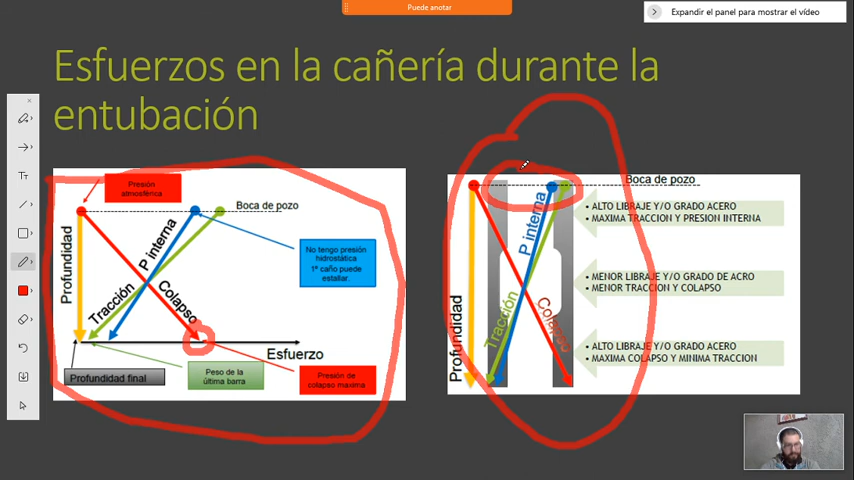 Puede anotar
Expandir el panel para mostrar el vídeo
Esfuerzos en la cañería durante la
entubación
Presión
atmosférica
Boca de pozo
Profundidad
P interna
Tracción
Colapso
No tengo presión
hidrostática
1º caño puede
estallar.
Esfuerzo
Profundidad final
Peso de la
última barra
Presión de
colapso maxima
Boca de pozo
Profundidad
P interna
Tracción
Colapso
• ALTO LIBRAJE Y/O GRADO ACERO
• MAXIMA TRACCION Y PRESION INTERNA
• MENOR LIBRAJE Y/O GRADO DE ACRO
• MENOR TRACCION Y COLAPSO
• ALTO LIBRAJE Y/O GRADO ACERO
• MAXIMA COLAPSO Y MINIMA TRACCION